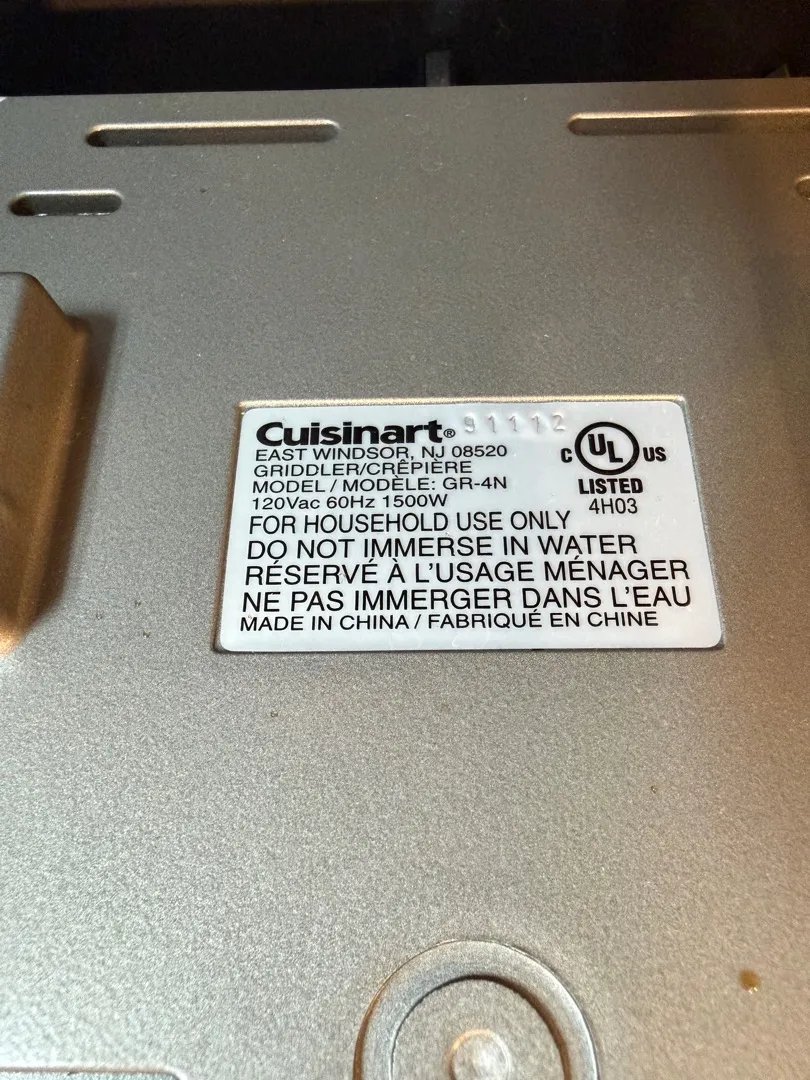 Cuisinart® 91112
EAST WINDSOR, NJ 08520
GRIDDLER/CRÊPIÈRE
MODEL / MODÈLE: GR-4N
120Vac 60Hz 1500W
C UL US
LISTED
4H03
FOR HOUSEHOLD USE ONLY
DO NOT IMMERSE IN WATER
RÉSERVÉ À L'USAGE MÉNAGER
NE PAS IMMERGER DANS L'EAU
MADE IN CHINA / FABRIQUÉ EN CHINE